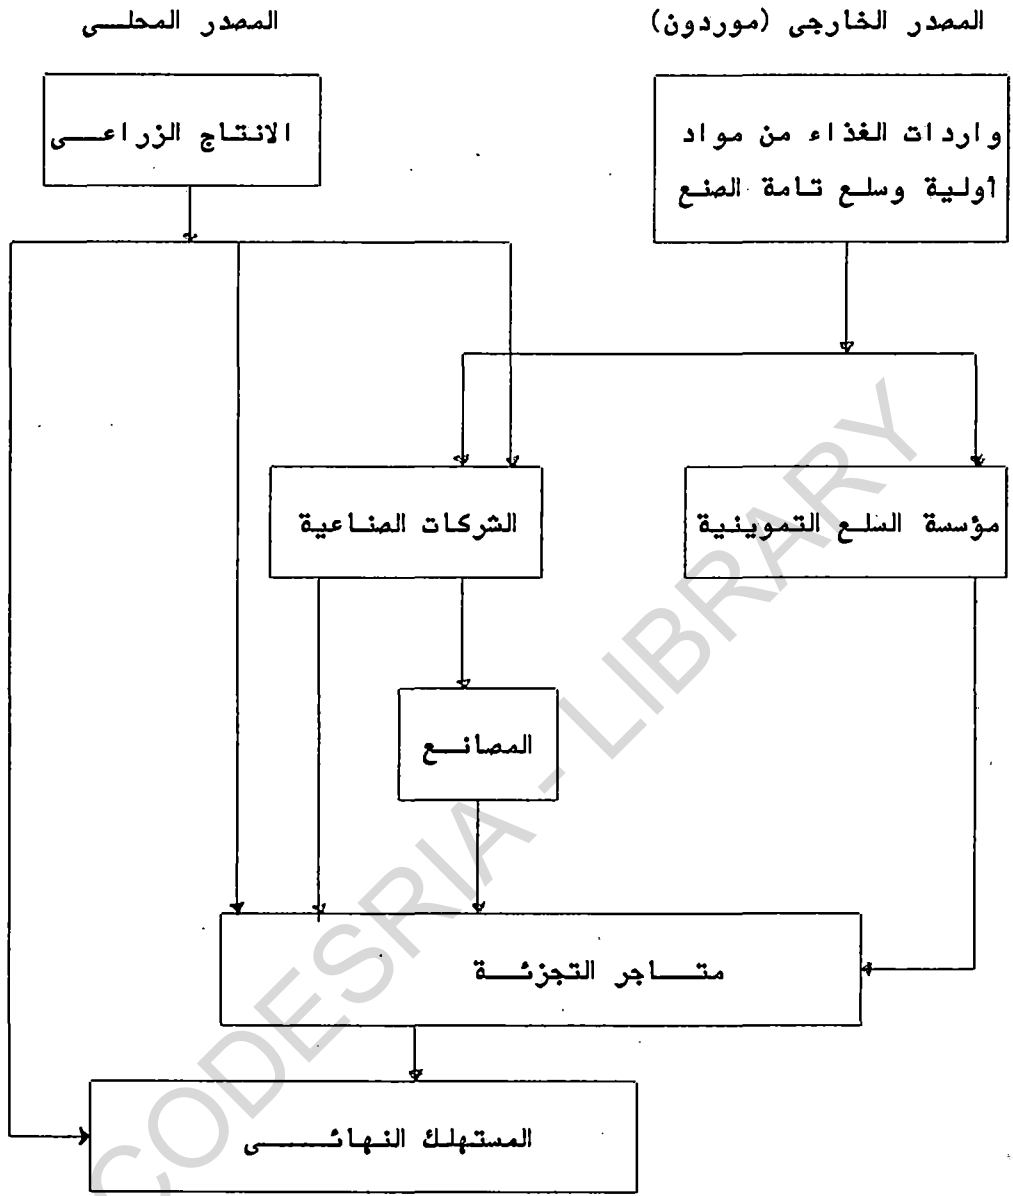 المصدر الخارجى (موردون)
المصدر المحلى
واردات الغذاء من مواد
أولية وسلع تامة الصنع
الانتاج الزراعى
مؤسسة السلع التموينية
الشركات الصناعية
المصانع
متاجر التجزئة
المستهلك النهائى
CODESRIA - LIBRARY